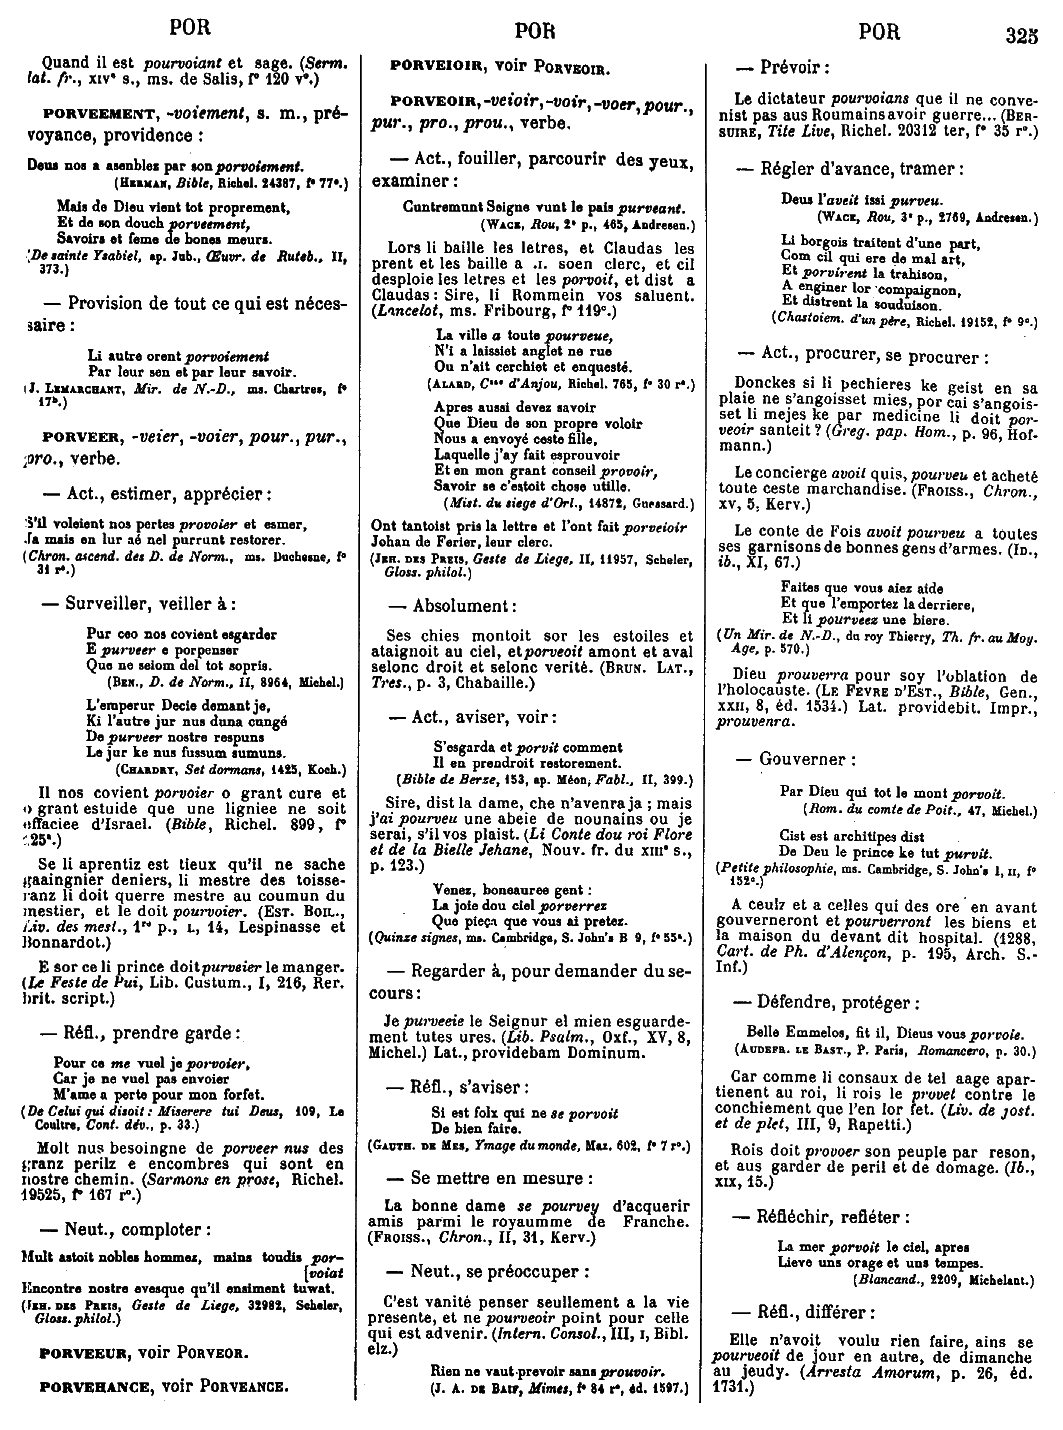 POR
POR
POR
325
Quand il est pourvoiant et sage. (Serm.
lat. fr., XIVᵉ s., ms. de Salis, fº 120 vº.)
PORVEEMENT, -voiement, s. m., pré-
voyance, providence :
Deus nos a asenblez par son porvoiement.
(HERMAN, Bible, Richel. 24387, fº 77ᵃ.)
Mais de Dieu vient tot proprement,
Et de son douch porveement,
Savoirs et feme de bones meurs.
(De sainte Ysabiel, ap. Jub., Œuvr. de Ruteb., II,
373.)
— Provision de tout ce qui est néces-
saire :
Li autre orent porvoiement
Par leur sen et par leur savoir.
(J. LEMARCHANT, Mir. de N.-D., ms. Chartres, fº
17ᵇ.)
PORVEER, -veier, -voier, pour., pur.,
pro., verbe.
— Act., estimer, apprécier :
S'il voleient nos pertes provoier et esmer,
Ja mais en lur aé nel purrunt restorer.
(Chron. ascend. des D. de Norm., ms. Duchesne, fº
31 rº.)
— Surveiller, veiller à :
Pur ceo nos covient esgarder
E purveer e porpenser
Que ne seiom del tot sopris.
(BEN., D. de Norm., II, 8964, Michel.)
L'emperur Decie demant je,
Ki l'autre jur nus duna cungé
De purveer nostre respuns
Le jur ke nus fussum sumuns.
(CHARDRY, Set dormans, 1425, Koch.)
Il nos covient porvoier o grant cure et
o grant estuide que une ligniee ne soit
effaciee d'Israel. (Bible, Richel. 899, fº
125ᵃ.)
Se li aprentiz est tieux qu'il ne sache
gaaingnier deniers, li mestre des toisse-
ranz li doit querre mestre au coumun du
mestier, et le doit pourvoier. (EST. BOIL.,
Liv. des mest., 1ʳᵉ p., L, 14, Lespinasse et
Bonnardot.)
E sor ce li prince doit purveier le manger.
(Le Feste de Pui, Lib. Custum., I, 216, Rer.
brit. script.)
— Réfl., prendre garde :
Pour ce me vuel je porvoier,
Car je ne vuel pas envoier
M'ame a perte pour mon forfet.
(De Celui qui disoit : Miserere tui Deus, 109, Le
Coultre, Cont. dév., p. 33.)
Molt nus besoingne de porveer nus des
granz perilz e encombres qui sont en
nostre chemin. (Sarmons en prose, Richel.
19525, fº 167 rº.)
— Neut., comploter :
Mult astoit nobles hommez, mains toudis por-
[voiat
Encontre nostre evesque qu'il ensiment tuwat.
(JEH. DES PREIS, Geste de Liege, 32982, Scheler,
Gloss. philol.)
PORVEEUR, voir PORVEOR.
PORVEHANCE, voir PORVEANCE.
PORVEIOIR, voir PORVEOIR.
PORVEOIR, -veioir, -voir, -voer, pour.,
pur., pro., prou., verbe.
— Act., fouiller, parcourir des yeux,
examiner :
Cuntremunt Seigne vunt le pais purveant.
(WACE, Rou, 2ᵉ p., 465, Andresen.)
Lors li baille les letres, et Claudas les
prent et les baille a .I. soen clerc, et cil
desploie les letres et les porvoit, et dist a
Claudas : Sire, li Rommein vos saluent.
(Lancelot, ms. Fribourg, fº 119ᶜ.)
La ville a toute pourveue,
N'i a laissiet anglet ne rue
Ou n'ait cerchiet et enquesté.
(ALARD, Cᵗᵉˢˢᵉ d'Anjou, Richel. 765, fº 30 rº.)
Apres aussi devez savoir
Que Dieu de son propre voloir
Nous a envoyé ceste fille,
Laquelle j'ay fait esprouvoir
Et en mon grant conseil provoir,
Savoir se c'estoit chose utille.
(Mist. du siege d'Orl., 14872, Guessard.)
Ont tantoist pris la lettre et l'ont fait porveioir
Johan de Ferier, leur clerc.
(JEH. DES PREIS, Geste de Liege, II, 11957, Scheler,
Gloss. philol.)
— Absolument :
Ses chies montoit sor les estoiles et
ataignoit au ciel, et porveoit amont et aval
selonc droit et selonc verité. (BRUN. LAT.,
Tres., p. 3, Chabaille.)
— Act., aviser, voir :
S'esgarda et porvit comment
Il en prendroit restorement.
(Bible de Berze, 153, ap. Méon, Fabl., II, 399.)
Sire, dist la dame, che n'avenra ja ; mais
j'ai pourveu une abeie de nounains ou je
serai, s'il vos plaist. (Li Conte dou roi Flore
et de la Bielle Jehane, Nouv. fr. du XIIIᵉ s.,
p. 123.)
Venez, boneauree gent :
La joie dou ciel porverrez
Que pieça que vous ai pretez.
(Quinze signes, ms. Cambridge, S. John's B 9, fº 55ᵃ.)
— Regarder à, pour demander du se-
cours :
Je purveeie le Seignur el mien esguarde-
ment tutes ures. (Lib. Psalm., Oxf., XV, 8,
Michel.) Lat., providebam Dominum.
— Réfl., s'aviser :
Si est folx qui ne se porvoit
De bien faire.
(GAUTH. DE MES, Ymage du monde, Maz. 602, fº 7 rº.)
— Se mettre en mesure :
La bonne dame se pourvey d'acquerir
amis parmi le royaumme de Franche.
(FROISS., Chron., II, 31, Kerv.)
— Neut., se préoccuper :
C'est vanité penser seullement a la vie
presente, et ne pourveoir point pour celle
qui est advenir. (Intern. Consol., III, I, Bibl.
elz.)
Rien ne vaut prevoir sans prouvoir.
(J. A. DE BAIF, Mimes, fº 84 rº, éd. 1597.)
— Prévoir :
Le dictateur pourvoians que il ne conve-
nist pas aus Roumains avoir guerre... (BER-
SUIRE, Tite Live, Richel. 20312 ter, fº 35 rº.)
— Régler d'avance, tramer :
Deus l'aveit issi purveu.
(WACE, Rou, 3ᵉ p., 2769, Andresen.)
Li borgois traitent d'une part,
Com cil qui ere de mal art,
Et porvirent la trahison,
A enginer lor compaignon,
Et distrent la souduison.
(Chastoiem. d'un père, Richel. 19152, fº 9ᶜ.)
— Act., procurer, se procurer :
Donckes si li pechieres ke geist en sa
plaie ne s'angoisset mies, por cai s'angois-
set li mejes ke par medicine li doit por-
veoir santeit ? (Greg. pap. Hom., p. 96, Hof-
mann.)
Le concierge avoit quis, pourveu et acheté
toute ceste marchandise. (FROISS., Chron.,
XV, 5, Kerv.)
Le conte de Fois avoit pourveu a toutes
ses garnisons de bonnes gens d'armes. (ID.,
ib., XI, 67.)
Faites que vous aiez aide
Et que l'emportez la derriere,
Et li pourveez une biere.
(Un Mir. de N.-D., du roy Thierry, Th. fr. au Moy.
Age, p. 570.)
Dieu prouverra pour soy l'oblation de
l'holocauste. (LE FEVRE D'EST., Bible, Gen.,
XXII, 8, éd. 1534.) Lat. providebit. Impr.,
prouvenra.
— Gouverner :
Par Dieu qui tot le mont porvoit.
(Rom. du comte de Poit., 47, Michel.)
Cist est architipes dist
De Deu le prince ke tut purvit.
(Petite philosophie, ms. Cambridge, S. John's I, II, fº
152ᶜ.)
A ceulz et a celles qui des ore en avant
gouverneront et pourverront les biens et
la maison du devant dit hospital. (1288,
Cart. de Ph. d'Alençon, p. 195, Arch. S.-
Inf.)
— Défendre, protéger :
Belle Emmelos, fit il, Dieus vous porvoie.
(AUDEFR. LE BAST., P. Paris, Romancero, p. 30.)
Car comme li consaux de tel aage apar-
tienent au roi, li rois le provet contre le
conchiement que l'en lor fet. (Liv. de jost.
et de plet, III, 9, Rapetti.)
Rois doit provoer son peuple par reson,
et aus garder de peril et de domage. (Ib.,
XIX, 15.)
— Réfléchir, refléter :
La mer porvoit le ciel, apres
Lieve uns orage et uns tempes.
(Blancand., 2209, Michelant.)
— Réfl., différer :
Elle n'avoit voulu rien faire, ains se
pourveoit de jour en autre, de dimanche
au jeudy. (Arresta Amorum, p. 26, éd.
1731.)